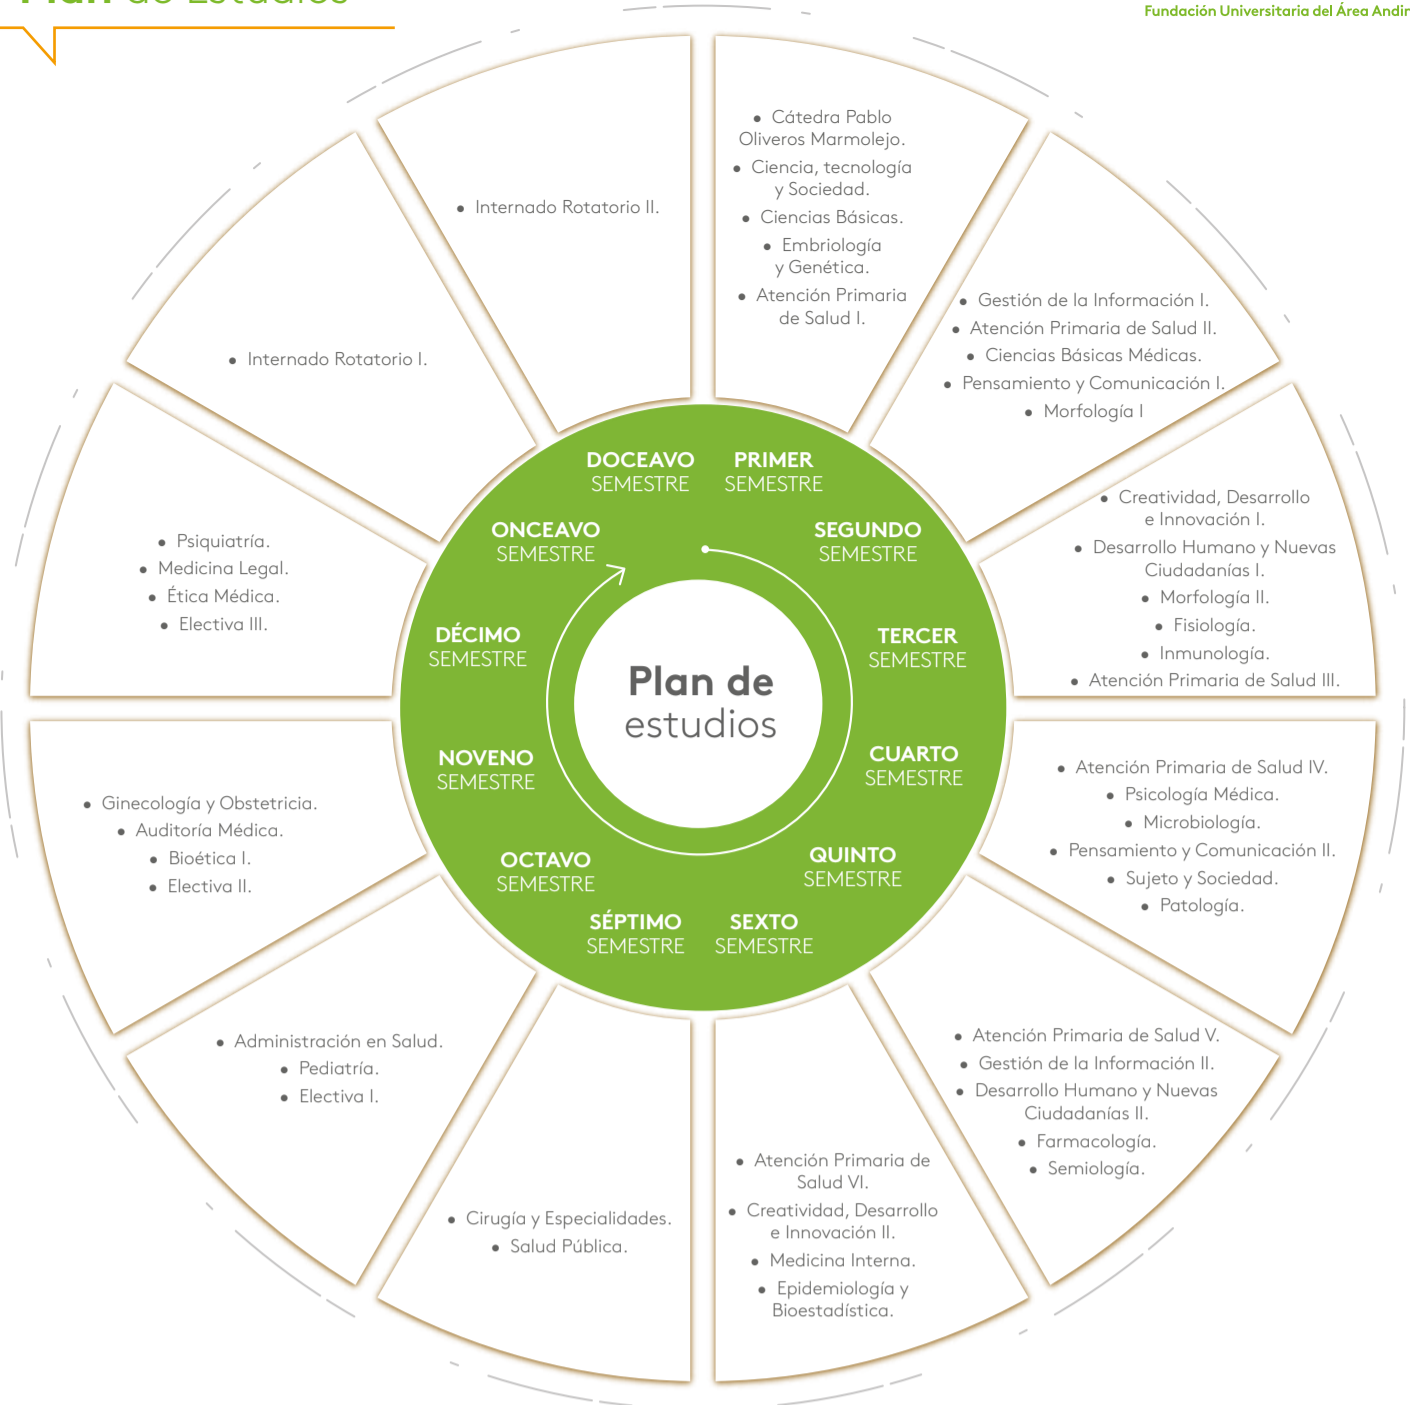 Plan de Estudios
Fundación Universitaria del Área Andin
• Cátedra Pablo
Oliveros Marmolejo.
• Ciencia, tecnología
y Sociedad.
• Ciencias Básicas.
• Embriología
y Genética.
• Atención Primaria
de Salud I.
• Gestión de la Información I.
• Atención Primaria de Salud II.
• Ciencias Básicas Médicas.
• Pensamiento y Comunicación I.
• Morfología I
• Creatividad, Desarrollo
e Innovación I.
• Desarrollo Humano y Nuevas
Ciudadanías I.
• Morfología II.
• Fisiología.
• Inmunología.
• Atención Primaria de Salud III.
• Atención Primaria de Salud IV.
• Psicología Médica.
• Microbiología.
• Pensamiento y Comunicación II.
• Sujeto y Sociedad.
• Patología.
• Atención Primaria de Salud V.
• Gestión de la Información II.
• Desarrollo Humano y Nuevas
Ciudadanías II.
• Farmacología.
• Semiología.
• Atención Primaria de
Salud VI.
• Creatividad, Desarrollo
e Innovación II.
• Medicina Interna.
• Epidemiología y
Bioestadística.
• Cirugía y Especialidades.
• Salud Pública.
• Administración en Salud.
• Pediatría.
• Electiva I.
• Ginecología y Obstetricia.
• Auditoría Médica.
• Bioética I.
• Electiva II.
• Psiquiatría.
• Medicina Legal.
• Ética Médica.
• Electiva III.
• Internado Rotatorio I.
• Internado Rotatorio II.
PRIMER
SEMESTRE
SEGUNDO
SEMESTRE
TERCER
SEMESTRE
CUARTO
SEMESTRE
QUINTO
SEMESTRE
SEXTO
SEMESTRE
SÉPTIMO
SEMESTRE
OCTAVO
SEMESTRE
NOVENO
SEMESTRE
DÉCIMO
SEMESTRE
ONCEAVO
SEMESTRE
DOCEAVO
SEMESTRE
Plan de
estudios